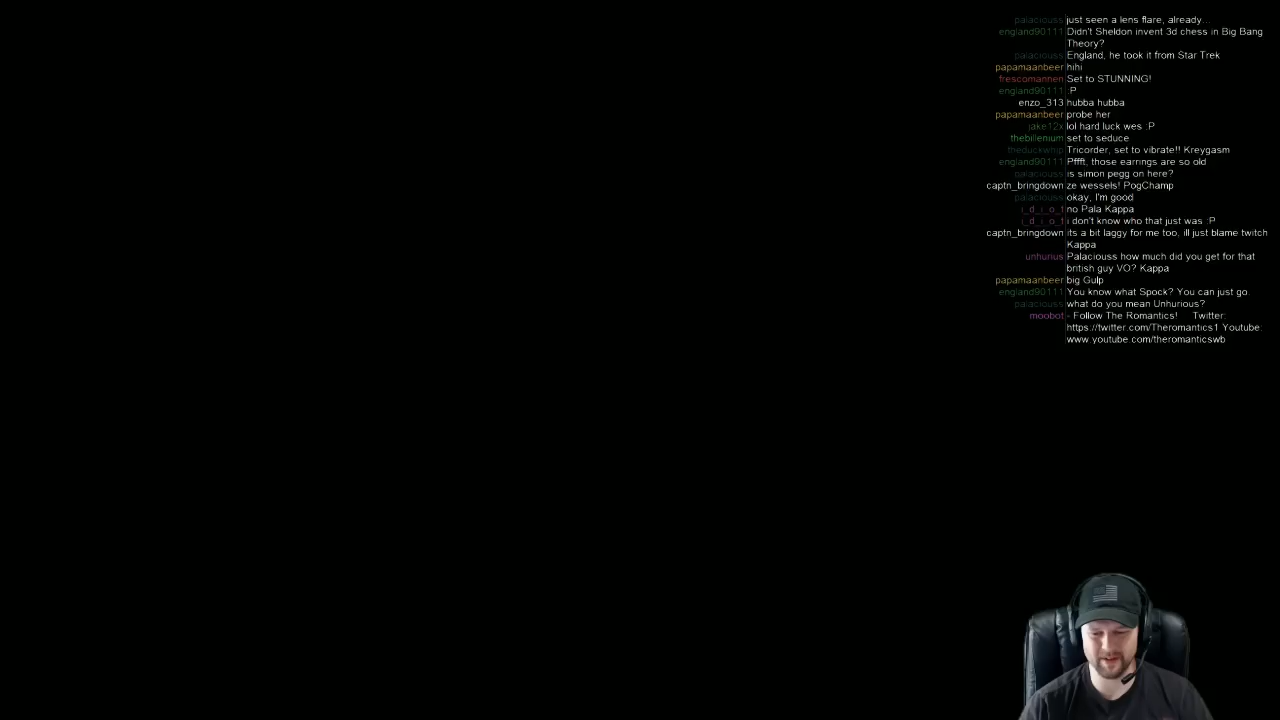 palaciouss just seen a lens flare, already...
england90111 Didn't Sheldon invent 3d chess in Big Bang
Theory?
palaciouss England, he took it from Star Trek
papamaanbeer hihi
frescomannen Set to STUNNING!
england90111 :P
enzo_313 hubba hubba
papamaanbeer probe her
jake12x lol hard luck wes :P
thebillenium set to seduce
theduckwhip Tricorder, set to vibrate!! Kreygasm
england90111 Pffft, those earrings are so old
palaciouss is simon pegg on here?
captn_bringdown ze wessels! PogChamp
palaciouss okay, I'm good
i_d_i_o_t no Pala Kappa
i_d_i_o_t i don't know who that just was :P
captn_bringdown its a bit laggy for me too, ill just blame twitch
Kappa
unhurius Palaciouss how much did you get for that
british guy VO? Kappa
papamaanbeer big Gulp
england90111 You know what Spock? You can just go.
palaciouss what do you mean Unhurious?
moobot - Follow The Romantics! Twitter:
https://twitter.com/Theromantics1 Youtube:
www.youtube.com/theromanticswb